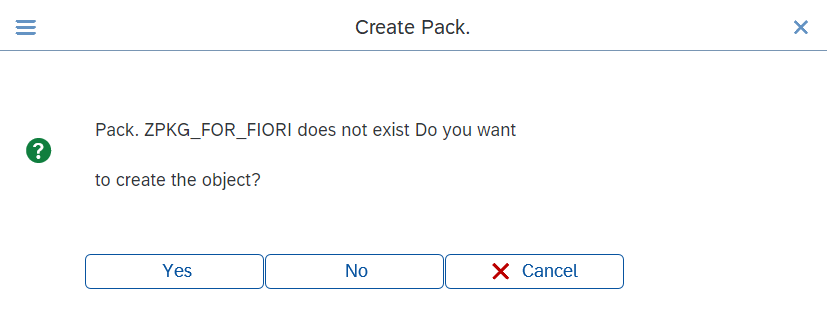 Create Pack.
Pack. ZPKG_FOR_FIORI does not exist Do you want
to create the object?
Yes
No
Cancel